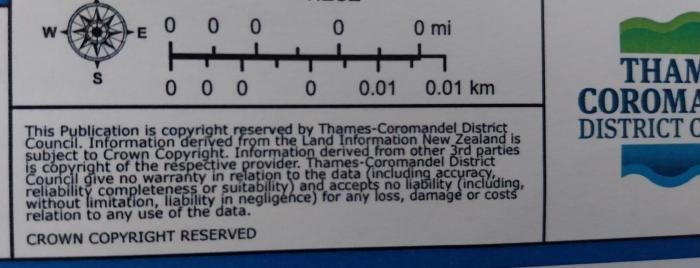 W E
S
0 0 0 0 0 mi
0 0 0 0 0.01 0.01 km
This Publication is copyright reserved by Thames-Coromandel District
Council. Information derived from the Land Information New Zealand is
subject to Crown Copyright. Information derived from other 3rd parties
is copyright of the respective provider. Thames-Coromandel District
Council give no warranty in relation to the data (including accuracy,
reliability completeness or suitability) and accepts no liability (including,
without limitation, liability in negligence) for any loss, damage or costs
relation to any use of the data.
CROWN COPYRIGHT RESERVED
THAM
COROMA
DISTRICT C